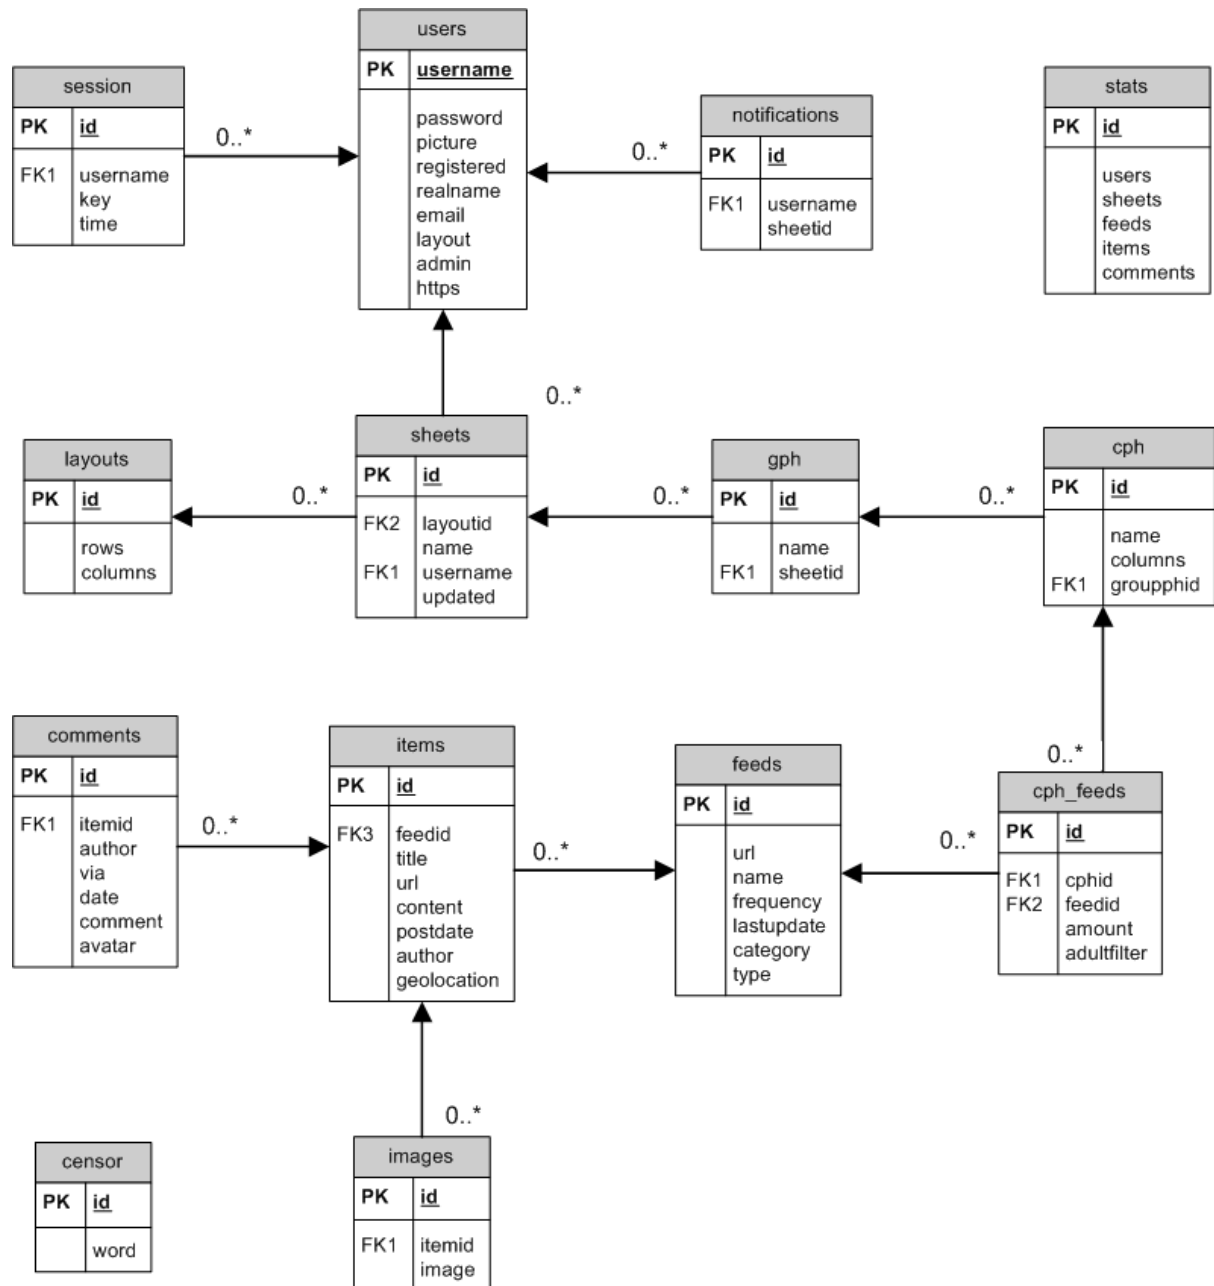 users
PK username
password
picture
registered
realname
email
layout
admin
https
session
PK id
FK1 username
key
time
0..*
notifications
PK id
FK1 username
sheetid
0..*
stats
PK id
users
sheets
feeds
items
comments
0..*
layouts
PK id
rows
columns
0..*
sheets
PK id
FK2 layoutid
name
FK1 username
updated
0..*
gph
PK id
name
FK1 sheetid
0..*
cph
PK id
name
columns
FK1 groupphid
comments
PK id
FK1 itemid
author
via
date
comment
avatar
0..*
items
PK id
FK3 feedid
title
url
content
postdate
author
geolocation
0..*
feeds
PK id
url
name
frequency
lastupdate
category
type
0..*
0..*
cph_feeds
PK id
FK1 cphid
FK2 feedid
amount
adultfilter
0..*
censor
PK id
word
images
PK id
FK1 itemid
image